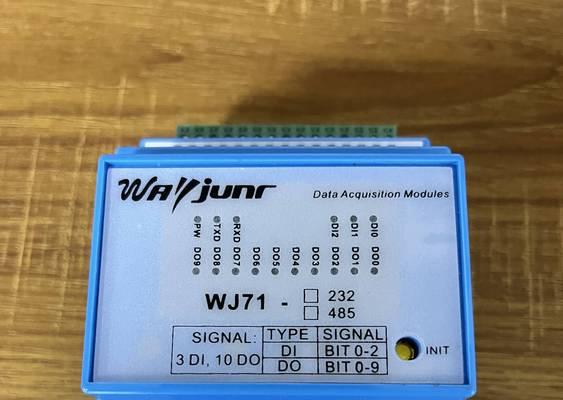 WAyjunr
Data Acquisition Modules
PW TXD RXD DI2 DI1 DI0
DO9 DO8 DO7 DO6 DO5 DO4 DO3 DO2 DO1 DO0
WJ71 - 232
485
SIGNAL: TYPE SIGNAL
3 DI, 10 DO DI BIT 0-2
DO BIT 0-9
INIT